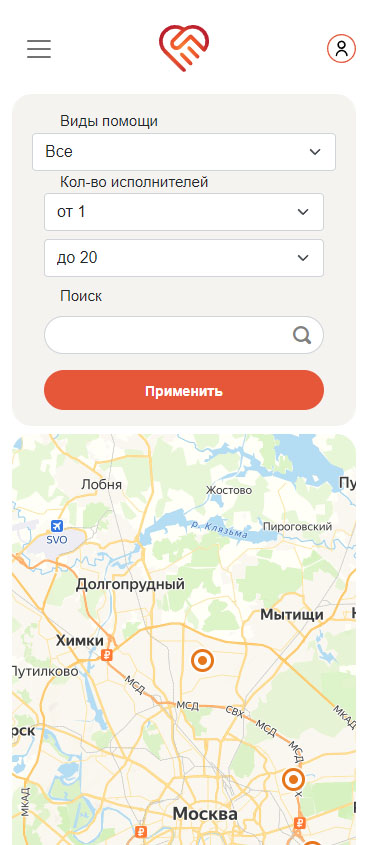 Виды помощи
Все
Кол-во исполнителей
от 1
до 20
Поиск
Применить
Лобня
Жостово
Пу
SVO
р. Клязьма
Пироговский
Долгопрудный
Мытищи
Химки
₽
Путилково
МСД
МСД
СВХ
МСД
МКАД
МСД
рск
МКАД
Х
Москва
₽
₽